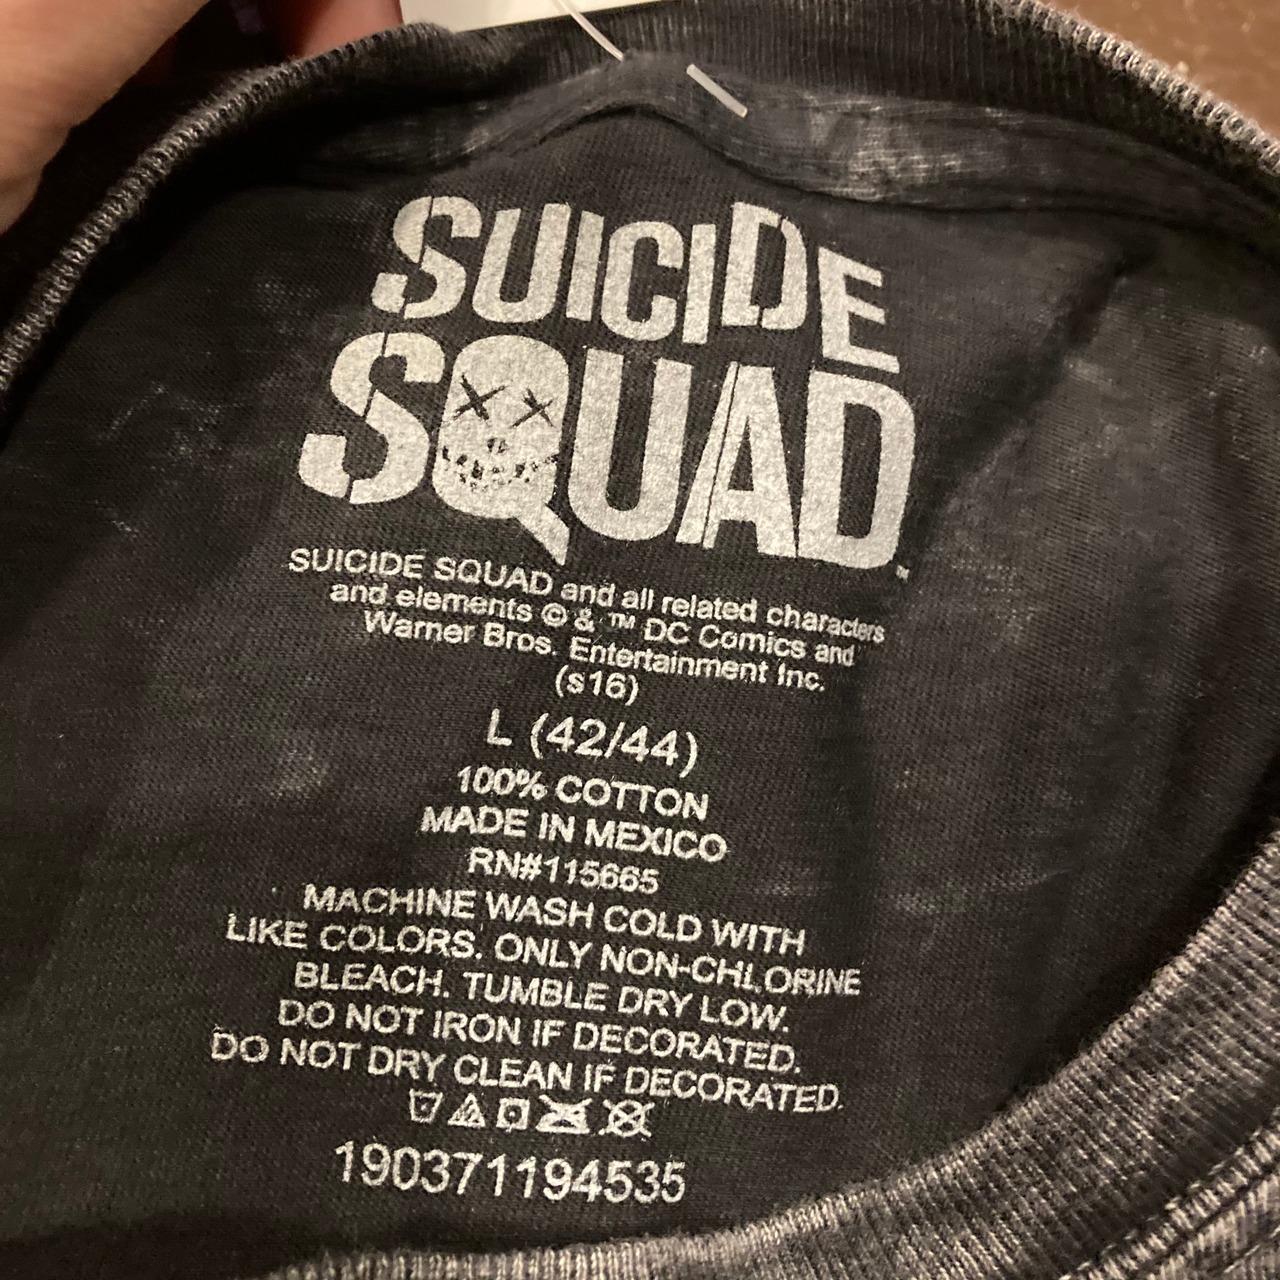 SUICIDE
SQUAD™
SUICIDE SQUAD and all related characters
and elements © & ™ DC Comics and
Warner Bros. Entertainment Inc.
(s16)
L (42/44)
100% COTTON
MADE IN MEXICO
RN#115665
MACHINE WASH COLD WITH
LIKE COLORS. ONLY NON-CHLORINE
BLEACH. TUMBLE DRY LOW.
DO NOT IRON IF DECORATED.
DO NOT DRY CLEAN IF DECORATED.
190371194535